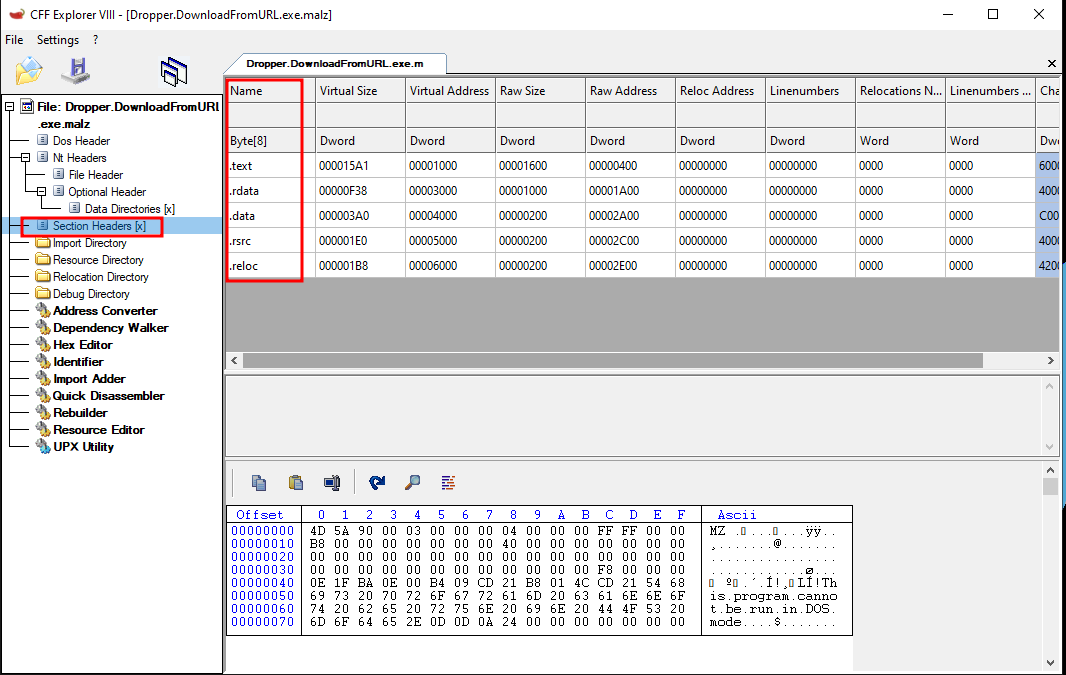 CFF Explorer VIII - [Dropper.DownloadFromURL.exe.malz]
File Settings ?
Dropper.DownloadFromURL.exe.m
File: Dropper.DownloadFromURL
.exe.malz
Dos Header
Nt Headers
File Header
Optional Header
Data Directories [x]
Section Headers [x]
Import Directory
Resource Directory
Relocation Directory
Debug Directory
Address Converter
Dependency Walker
Hex Editor
Identifier
Import Adder
Quick Disassembler
Rebuilder
Resource Editor
UPX Utility
Name Virtual Size Virtual Address Raw Size Raw Address Reloc Address Linenumbers Relocations N... Linenumbers ... Cha
Byte[8] Dword Dword Dword Dword Dword Dword Word Word Dw
.text 000015A1 00001000 00001600 00000400 00000000 00000000 0000 0000 6000
.rdata 00000F38 00003000 00001000 00001A00 00000000 00000000 0000 0000 4000
.data 000003A0 00004000 00000200 00002A00 00000000 00000000 0000 0000 C00
.rsrc 000001E0 00005000 00000200 00002C00 00000000 00000000 0000 0000 4000
.reloc 000001B8 00006000 00000200 00002E00 00000000 00000000 0000 0000 4200
Offset 0 1 2 3 4 5 6 7 8 9 A B C D E F Ascii
00000000 4D 5A 90 00 03 00 00 00 04 00 00 00 FF FF 00 00 MZ .▯...▯...ÿÿ..
00000010 B8 00 00 00 00 00 00 00 40 00 00 00 00 00 00 00 ¸.......@.......
00000020 00 00 00 00 00 00 00 00 00 00 00 00 00 00 00 00 ................
00000030 00 00 00 00 00 00 00 00 00 00 00 00 F8 00 00 00 ............ø...
00000040 0E 1F BA 0E 00 B4 09 CD 21 B8 01 4C CD 21 54 68 ▯ º▯.´.Í!¸▯LÍ!Th
00000050 69 73 20 70 72 6F 67 72 61 6D 20 63 61 6E 6E 6F is.program.canno
00000060 74 20 62 65 20 72 75 6E 20 69 6E 20 44 4F 53 20 t.be.run.in.DOS.
00000070 6D 6F 64 65 2E 0D 0D 0A 24 00 00 00 00 00 00 00 mode....$.......